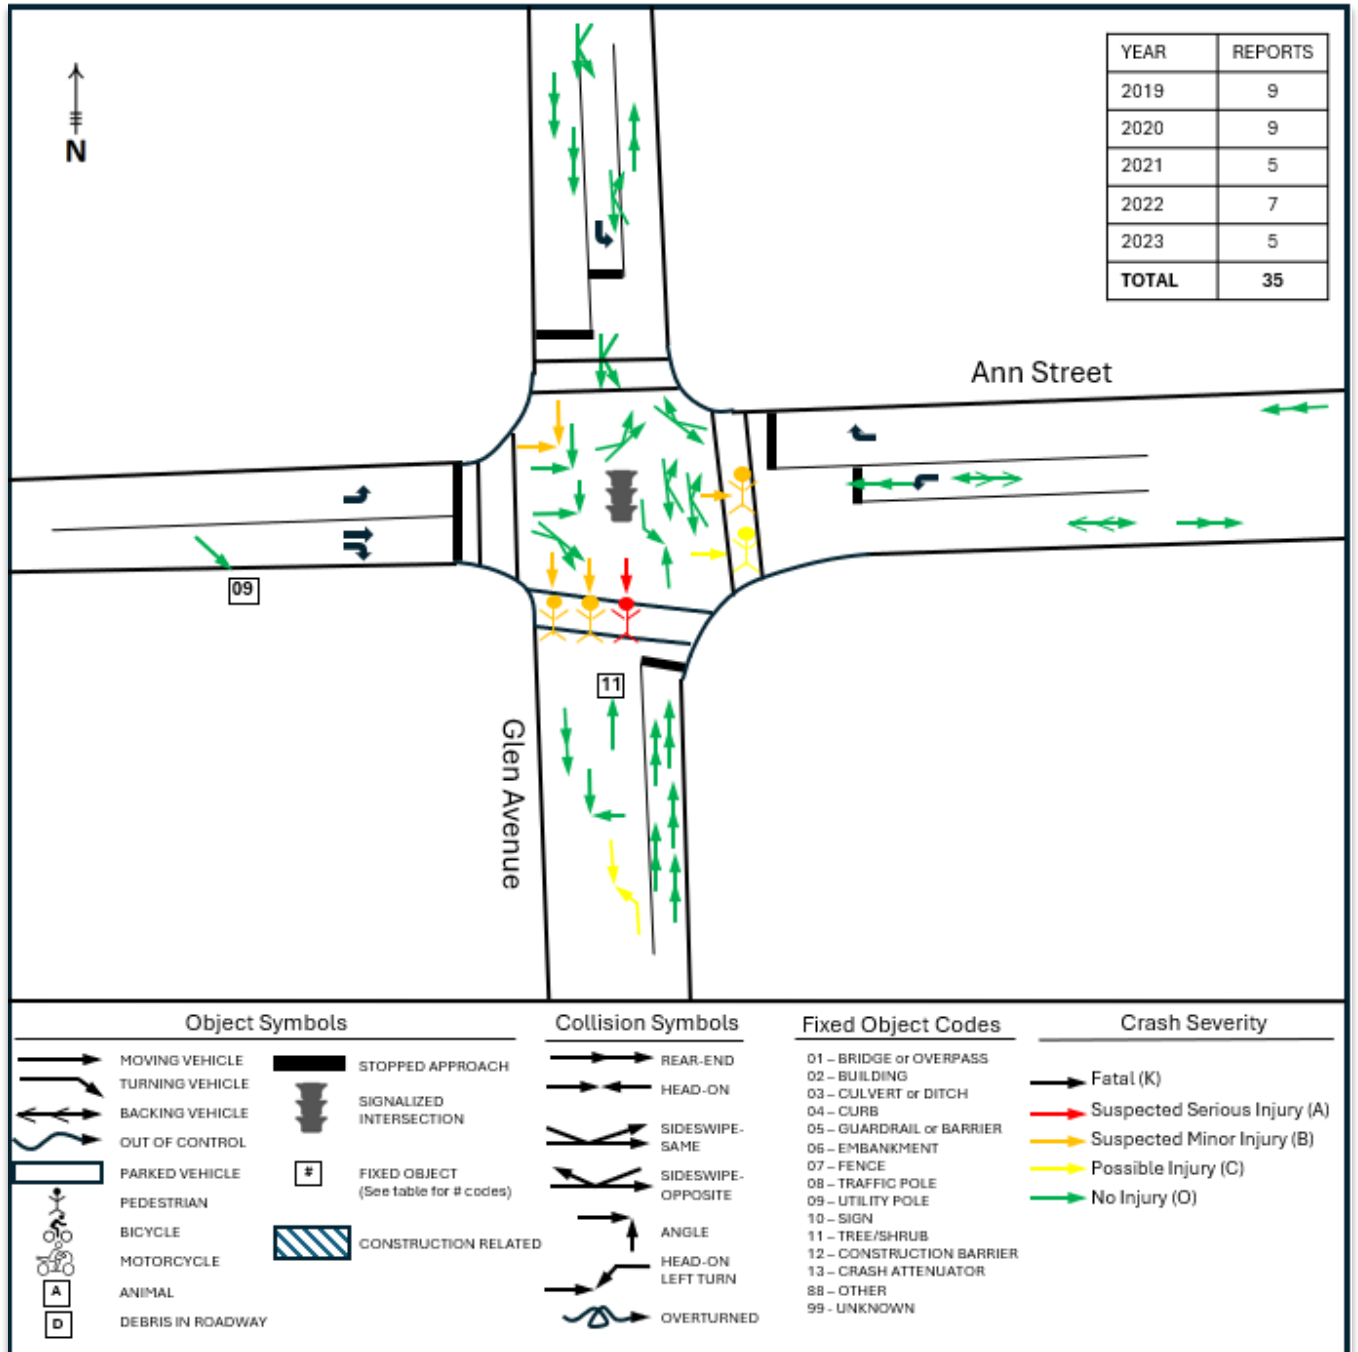 YEAR REPORTS
2019 9
2020 9
2021 5
2022 7
2023 5
TOTAL 35
N
Ann Street
09
11
Glen Avenue
Object Symbols
MOVING VEHICLE
TURNING VEHICLE
BACKING VEHICLE
OUT OF CONTROL
PARKED VEHICLE
PEDESTRIAN
BICYCLE
MOTORCYCLE
A ANIMAL
D DEBRIS IN ROADWAY
STOPPED APPROACH
SIGNALIZED
INTERSECTION
# FIXED OBJECT
(See table for # codes)
CONSTRUCTION RELATED
Collision Symbols
REAR-END
HEAD-ON
SIDESWIPE-
SAME
SIDESWIPE-
OPPOSITE
ANGLE
HEAD-ON
LEFT TURN
OVERTURNED
Fixed Object Codes
01 – BRIDGE or OVERPASS
02 – BUILDING
03 – CULVERT or DITCH
04 – CURB
05 – GUARDRAIL or BARRIER
06 – EMBANKMENT
07 – FENCE
08 – TRAFFIC POLE
09 – UTILITY POLE
10 – SIGN
11 – TREE/SHRUB
12 – CONSTRUCTION BARRIER
13 – CRASH ATTENUATOR
88 – OTHER
99 - UNKNOWN
Crash Severity
Fatal (K)
Suspected Serious Injury (A)
Suspected Minor Injury (B)
Possible Injury (C)
No Injury (O)